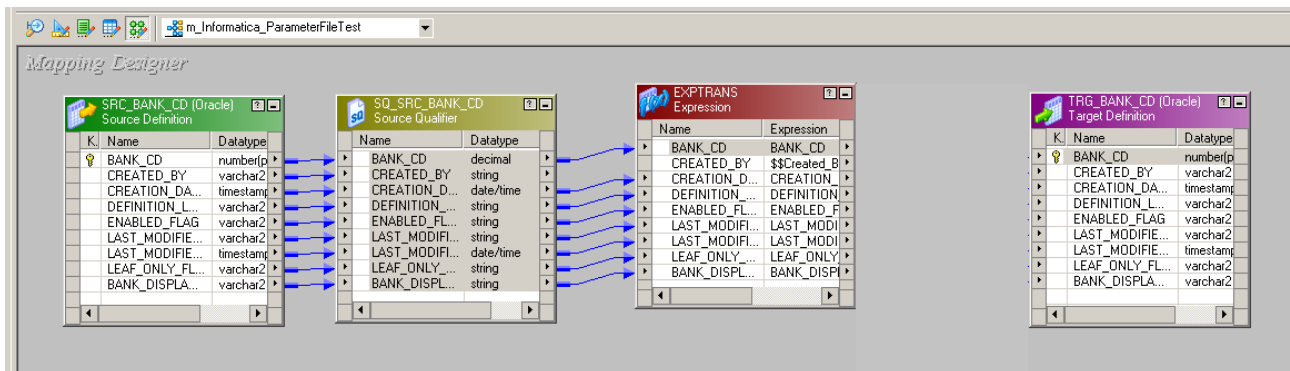 m_Informatica_ParameterFileTest
Mapping Designer
SRC_BANK_CD (Oracle)
Source Definition
K. Name Datatype
BANK_CD number(p
CREATED_BY varchar2
CREATION_DA... timestamp
DEFINITION_L... varchar2
ENABLED_FLAG varchar2
LAST_MODIFIE... varchar2
LAST_MODIFIE... timestamp
LEAF_ONLY_FL... varchar2
BANK_DISPLA... varchar2
SQ
SQ_SRC_BANK_CD
Source Qualifier
Name Datatype
BANK_CD decimal
CREATED_BY string
CREATION_D... date/time
DEFINITION_... string
ENABLED_FL... string
LAST_MODIFI... string
LAST_MODIFI... date/time
LEAF_ONLY_... string
BANK_DISPL... string
f(x)
EXPTRANS
Expression
Name Expression
BANK_CD BANK_CD
CREATED_BY $$Created_B
CREATION_D... CREATION_
DEFINITION_... DEFINITION_
ENABLED_FL... ENABLED_F
LAST_MODIFI... LAST_MODI
LAST_MODIFI... LAST_MODI
LEAF_ONLY_... LEAF_ONLY_
BANK_DISPL... BANK_DISPl
TRG_BANK_CD (Oracle)
Target Definition
K. Name Datatype
BANK_CD number(p
CREATED_BY varchar2
CREATION_DA... timestamp
DEFINITION_L... varchar2
ENABLED_FLAG varchar2
LAST_MODIFIE... varchar2
LAST_MODIFIE... timestamp
LEAF_ONLY_FL... varchar2
BANK_DISPLA... varchar2